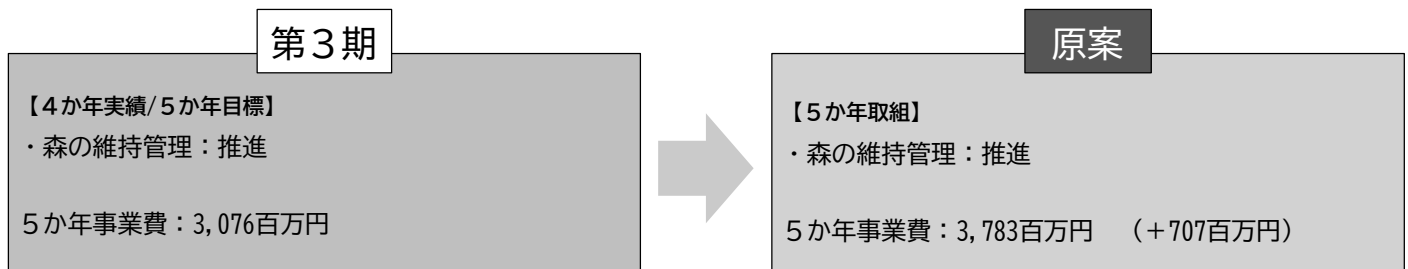 第３期
【４か年実績/５か年目標】
・森の維持管理：推進
５か年事業費：3,076百万円
原案
【５か年取組】
・森の維持管理：推進
５か年事業費：3,783百万円　（＋707百万円）